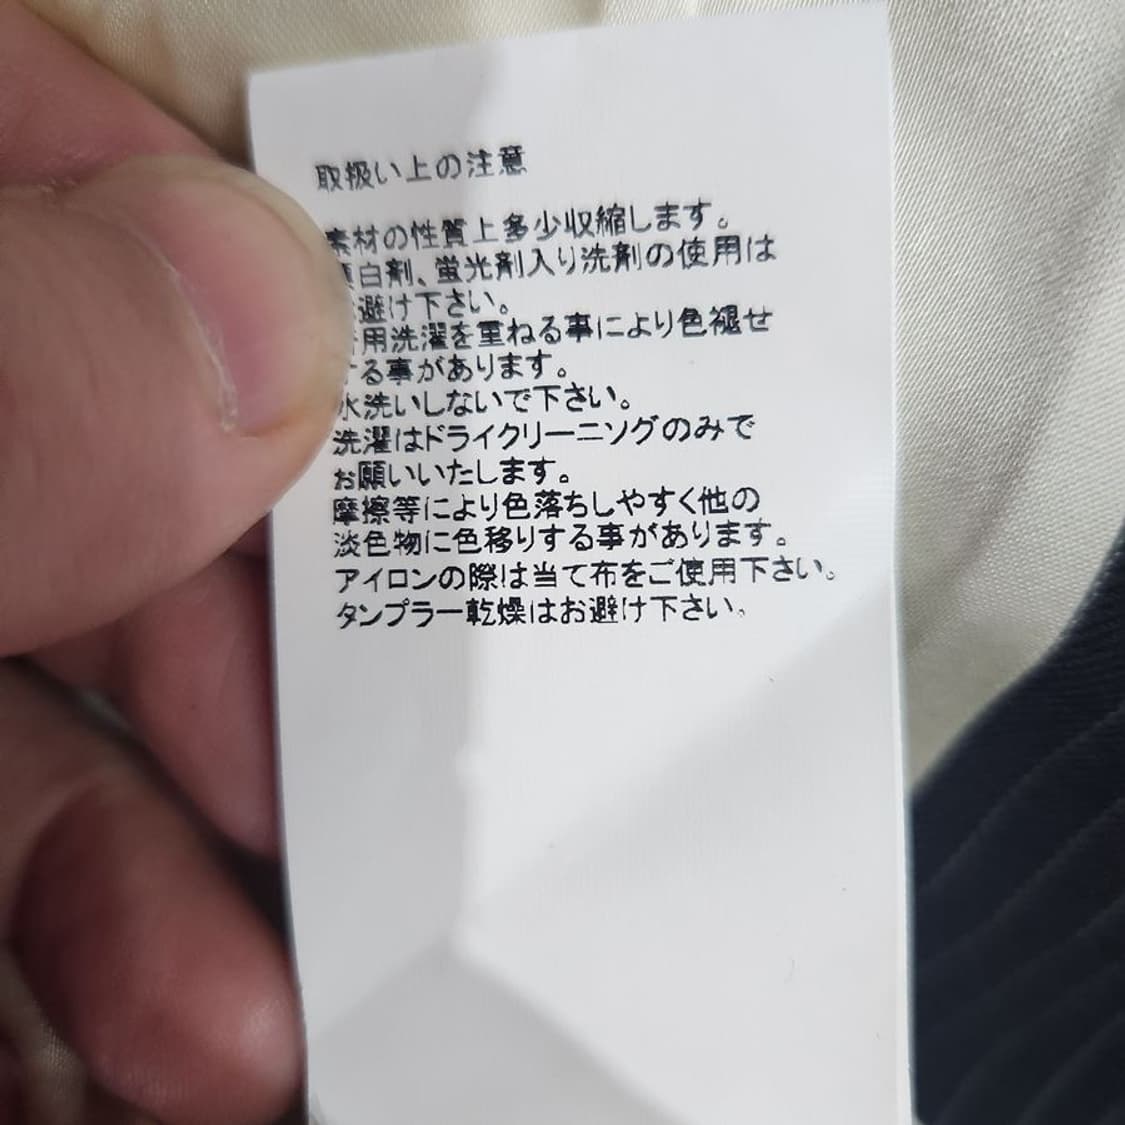 取扱い上の注意
素材の性質上多少収縮します。
白剤、蛍光剤入り洗剤の使用は
避け下さい。
用洗濯を重ねる事により色褪せ
る事があります。
水洗いしないで下さい。
洗濯はドライクリーニングのみで
お願いいたします。
摩擦等により色落ちしやすく他の
淡色物に色移りする事があります。
アイロンの際は当て布をご使用下さい。
タンプラー乾燥はお避け下さい。